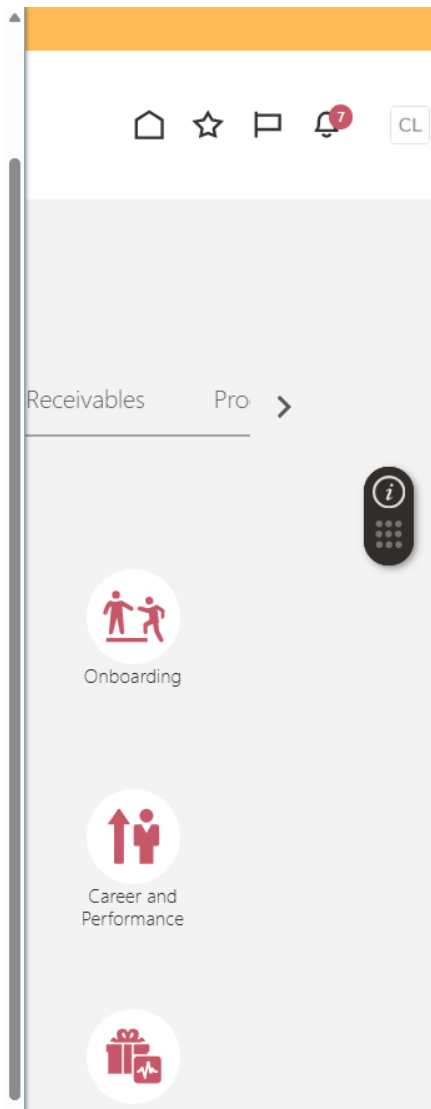 7
CL
Receivables
Pro
i
Onboarding
Career and
Performance